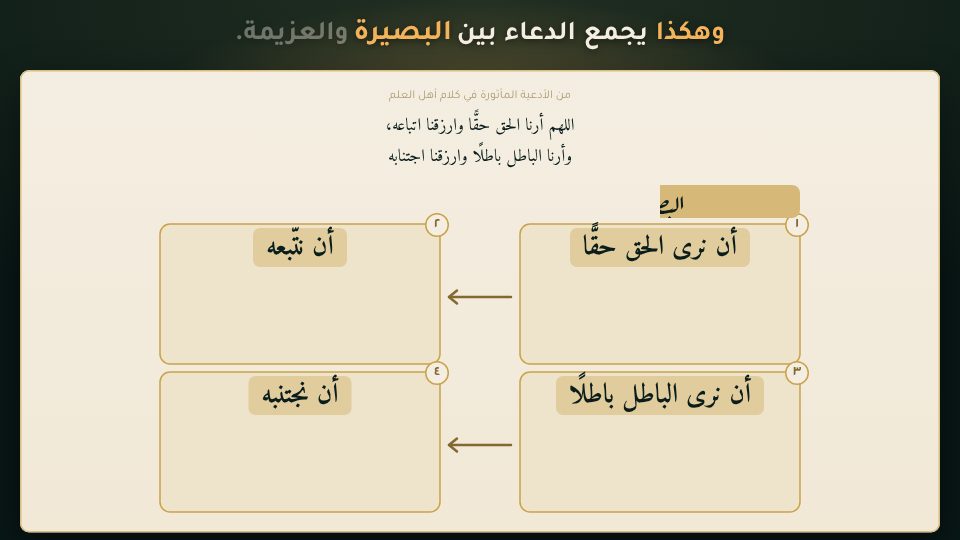 وهكذا يجمع الدعاء بين البصيرة والعزيمة.
من الأدعية المأثورة في كلام أهل العلم
اللهم أرنا الحق حقًّا وارزقنا اتباعه،
وأرنا الباطل باطلًا وارزقنا اجتنابه
١
أن نرى الحق حقًّا
٢
أن نتّبعه
٣
أن نرى الباطل باطلًا
٤
أن نجتنبه